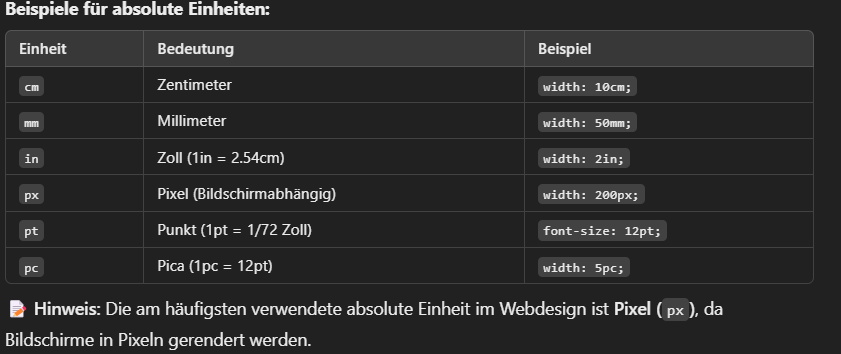 Beispiele für absolute Einheiten:
Einheit Bedeutung Beispiel
cm Zentimeter width: 10cm;
mm Millimeter width: 50mm;
in Zoll (1in = 2.54cm) width: 2in;
px Pixel (Bildschirmabhängig) width: 200px;
pt Punkt (1pt = 1/72 Zoll) font-size: 12pt;
pc Pica (1pc = 12pt) width: 5pc;
📝 Hinweis: Die am häufigsten verwendete absolute Einheit im Webdesign ist Pixel (px), da
Bildschirme in Pixeln gerendert werden.